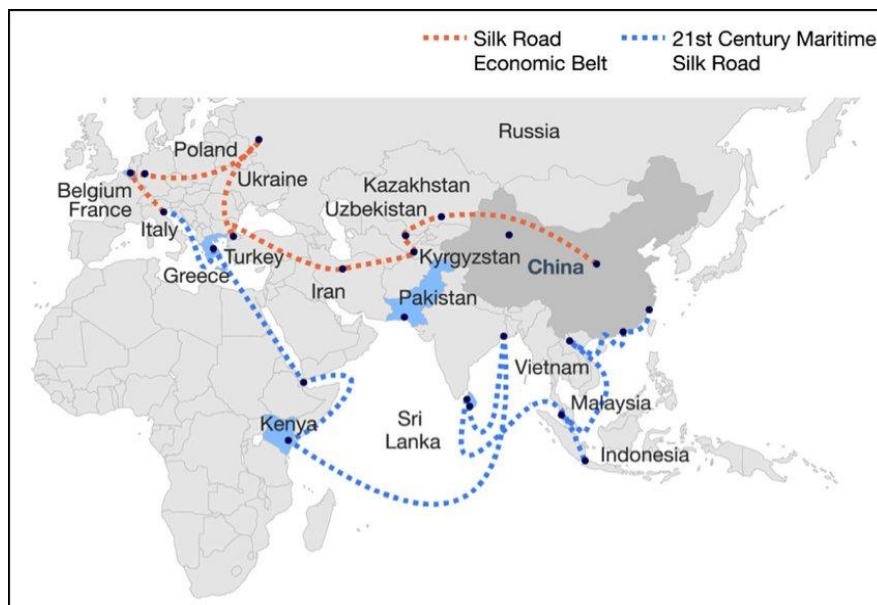 Silk Road
Economic Belt
21st Century Maritime
Silk Road
Russia
Poland
Ukraine
Kazakhstan
Belgium
France
Uzbekistan
Italy
Turkey
Kyrgyzstan
China
Greece
Iran
Pakistan
Vietnam
Malaysia
Kenya
Sri
Lanka
Indonesia